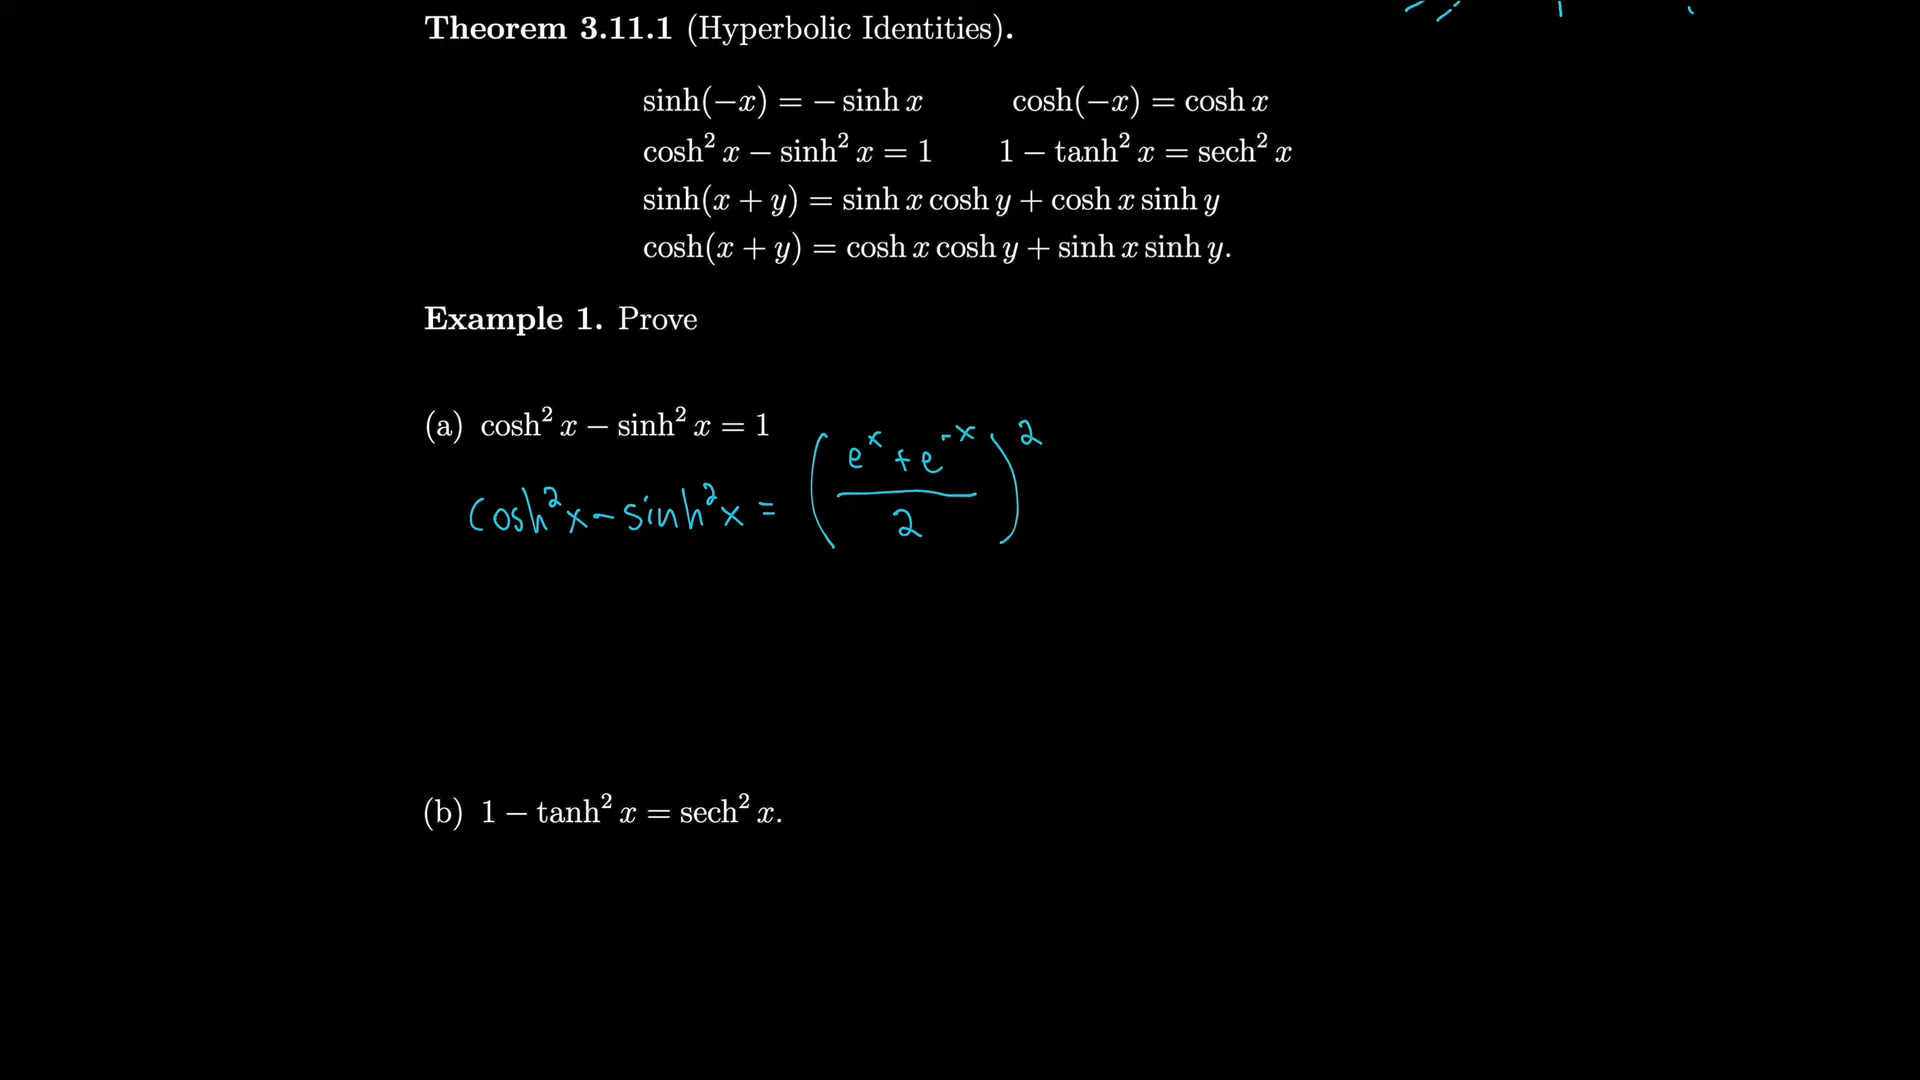 Theorem 3.11.1 (Hyperbolic Identities).
sinh(−x) = − sinh x cosh(−x) = cosh x
cosh² x − sinh² x = 1 1 − tanh² x = sech² x
sinh(x + y) = sinh x cosh y + cosh x sinh y
cosh(x + y) = cosh x cosh y + sinh x sinh y.
Example 1. Prove
(a) cosh² x − sinh² x = 1
cosh²x − sinh²x = ((e^x + e^-x)/2)²
(b) 1 − tanh² x = sech² x.